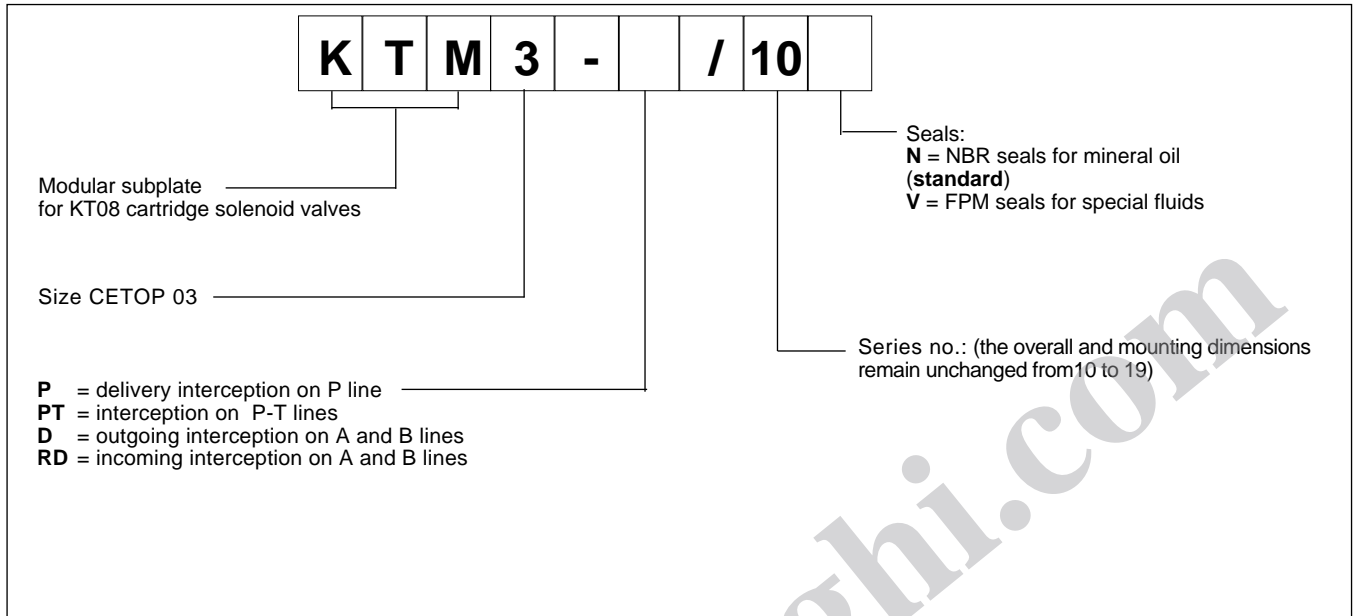 K T M 3 - / 10
Modular subplate
for KT08 cartridge solenoid valves
Size CETOP 03
P = delivery interception on P line
PT = interception on P-T lines
D = outgoing interception on A and B lines
RD = incoming interception on A and B lines
Seals:
N = NBR seals for mineral oil
(standard)
V = FPM seals for special fluids
Series no.: (the overall and mounting dimensions
remain unchanged from10 to 19)
ghi.com